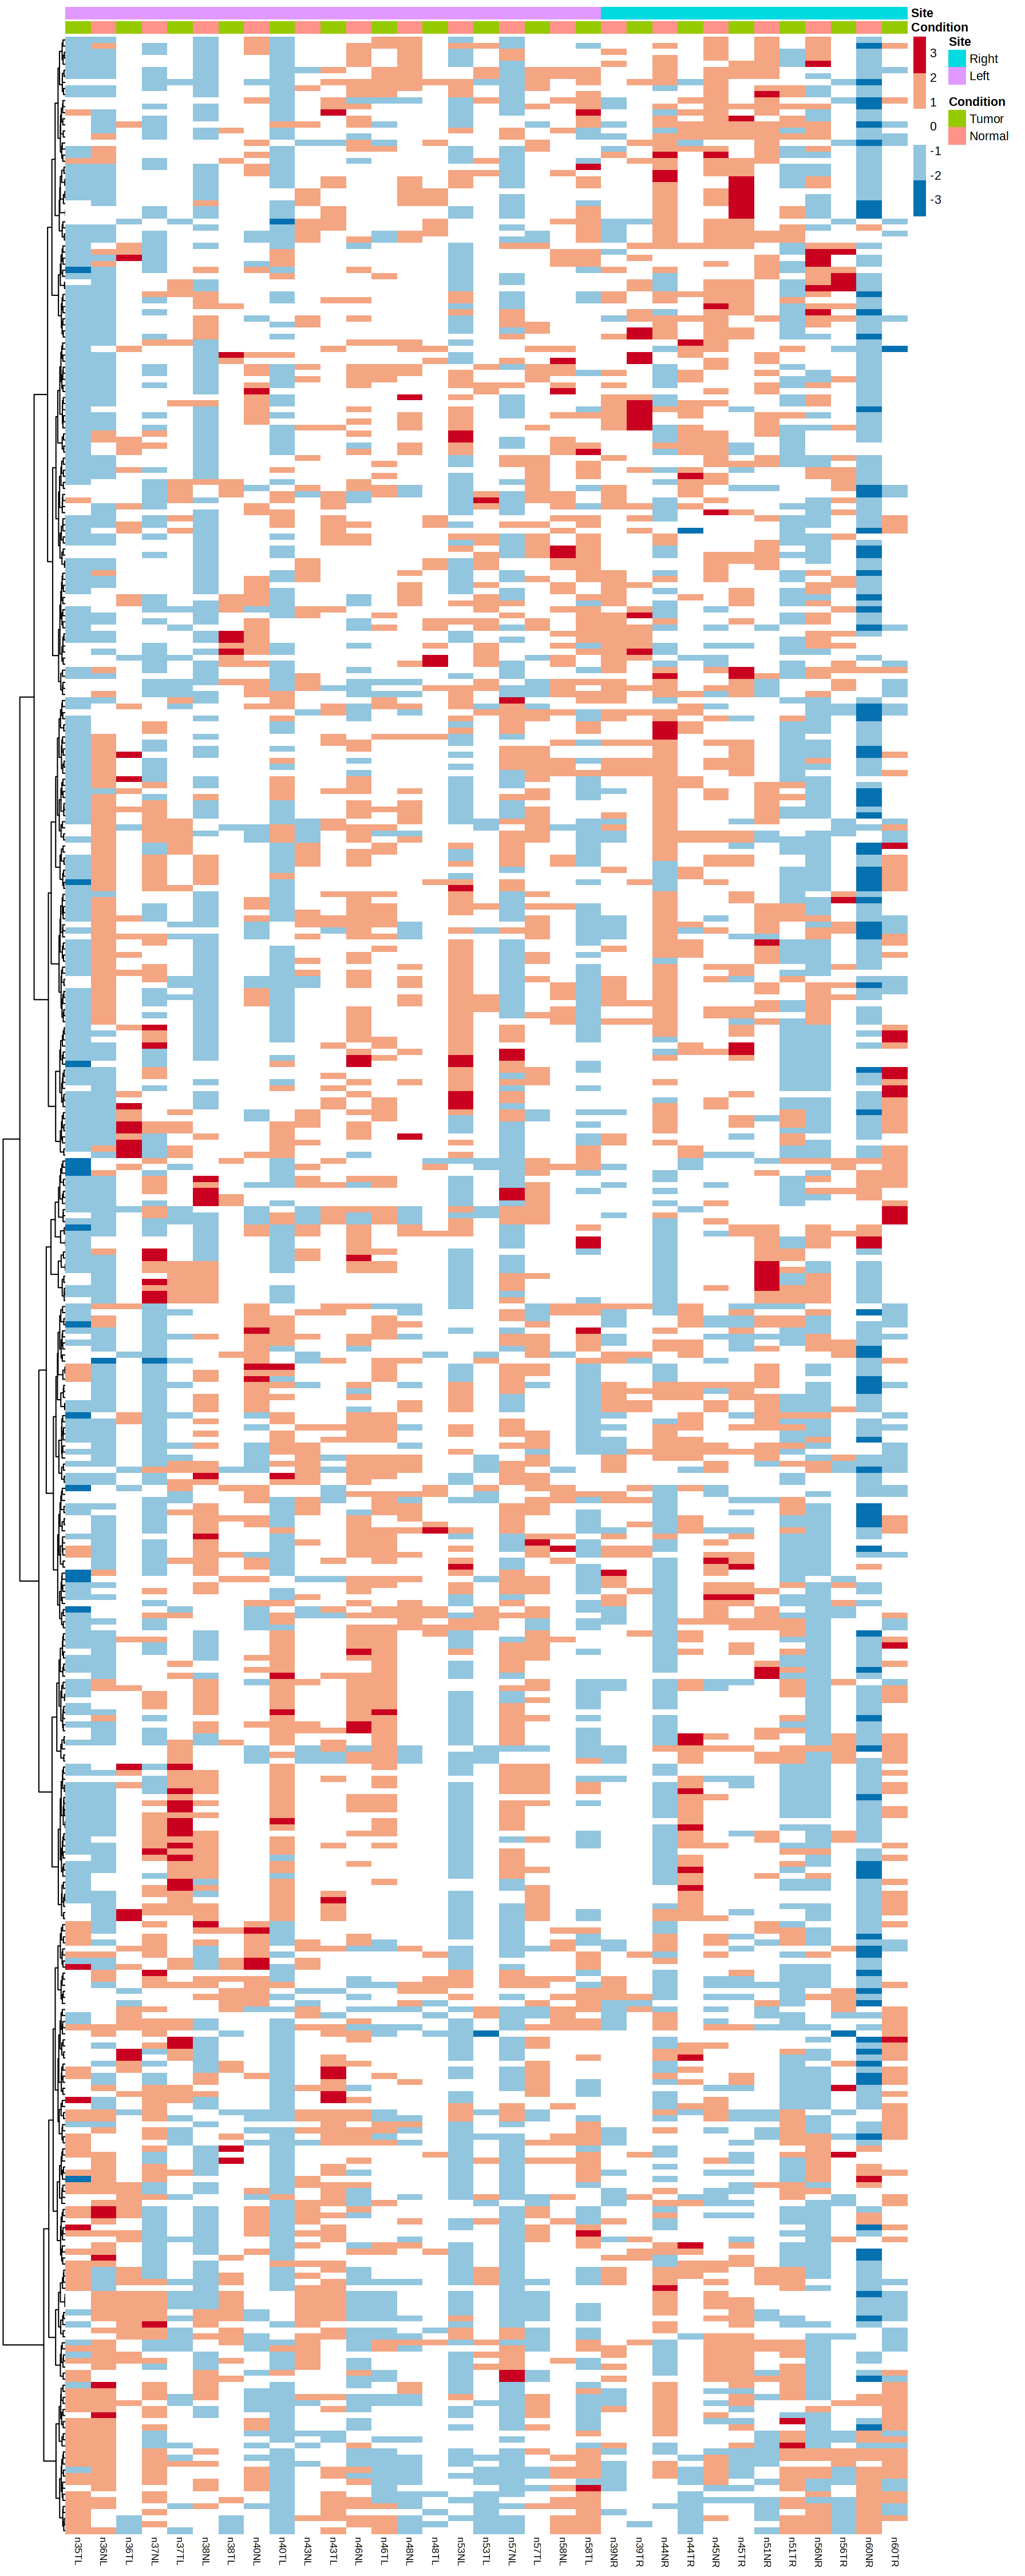 Site
Condition
3
2
1
0
-1
-2
-3
Site
Right
Left
Condition
Tumor
Normal
n35TL
n36NL
n36TL
n37NL
n37TL
n38NL
n38TL
n40NL
n40TL
n43NL
n43TL
n46NL
n46TL
n48NL
n48TL
n53NL
n53TL
n57NL
n57TL
n58NL
n58TL
n39NR
n39TR
n44NR
n44TR
n45NR
n45TR
n51NR
n51TR
n56NR
n56TR
n60NR
n60TR